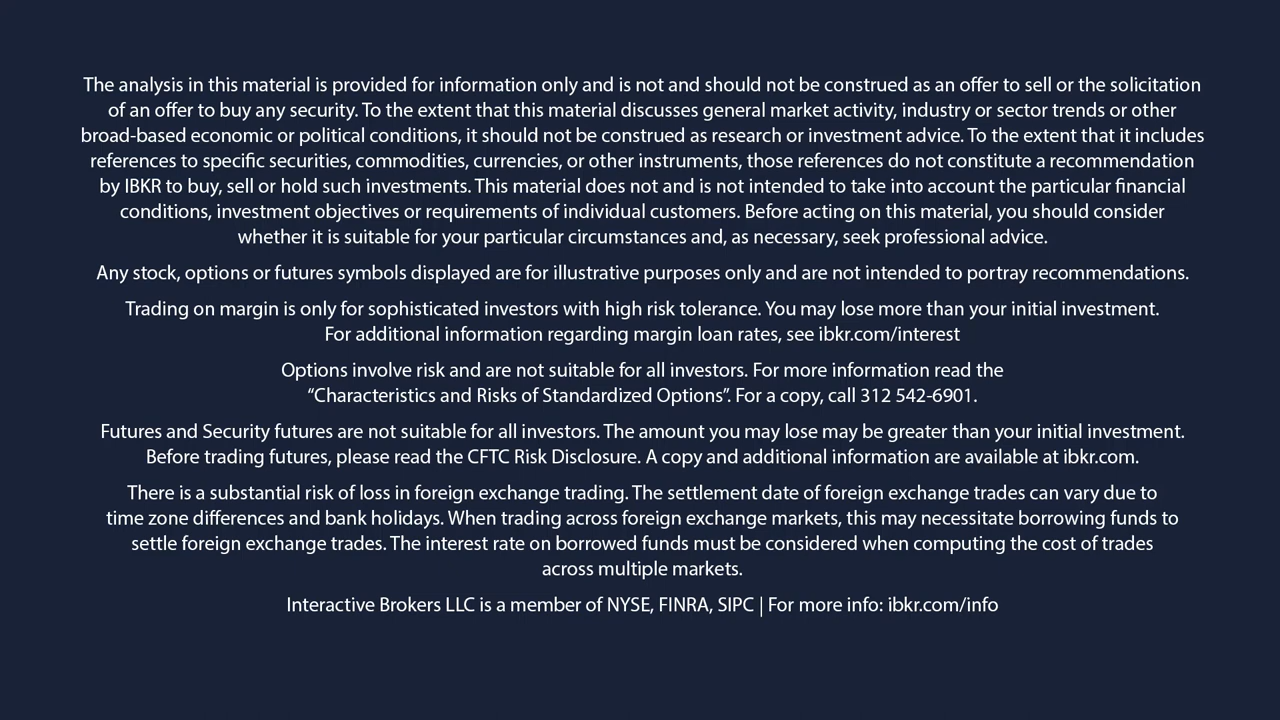 The analysis in this material is provided for information only and is not and should not be construed as an offer to sell or the solicitation
of an offer to buy any security. To the extent that this material discusses general market activity, industry or sector trends or other
broad-based economic or political conditions, it should not be construed as research or investment advice. To the extent that it includes
references to specific securities, commodities, currencies, or other instruments, those references do not constitute a recommendation
by IBKR to buy, sell or hold such investments. This material does not and is not intended to take into account the particular financial
conditions, investment objectives or requirements of individual customers. Before acting on this material, you should consider
whether it is suitable for your particular circumstances and, as necessary, seek professional advice.
Any stock, options or futures symbols displayed are for illustrative purposes only and are not intended to portray recommendations.
Trading on margin is only for sophisticated investors with high risk tolerance. You may lose more than your initial investment.
For additional information regarding margin loan rates, see ibkr.com/interest
Options involve risk and are not suitable for all investors. For more information read the
“Characteristics and Risks of Standardized Options”. For a copy, call 312 542-6901.
Futures and Security futures are not suitable for all investors. The amount you may lose may be greater than your initial investment.
Before trading futures, please read the CFTC Risk Disclosure. A copy and additional information are available at ibkr.com.
There is a substantial risk of loss in foreign exchange trading. The settlement date of foreign exchange trades can vary due to
time zone differences and bank holidays. When trading across foreign exchange markets, this may necessitate borrowing funds to
settle foreign exchange trades. The interest rate on borrowed funds must be considered when computing the cost of trades
across multiple markets.
Interactive Brokers LLC is a member of NYSE, FINRA, SIPC | For more info: ibkr.com/info